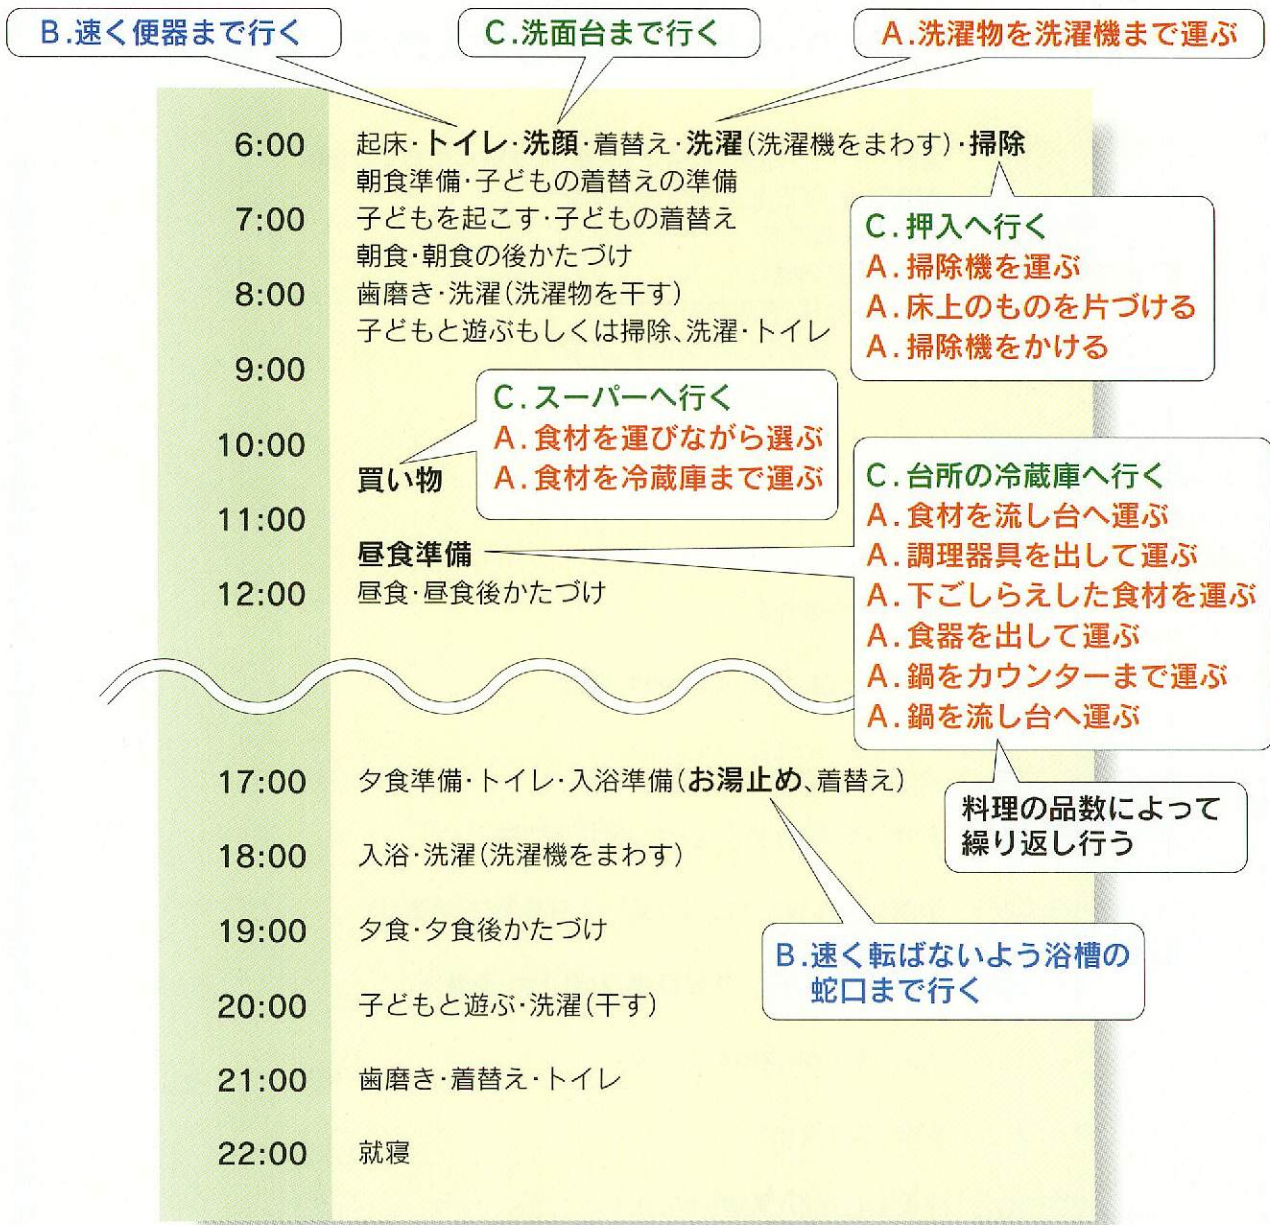 B.速く便器まで行く
C.洗面台まで行く
A.洗濯物を洗濯機まで運ぶ
6:00 起床・トイレ・洗顔・着替え・洗濯(洗濯機をまわす)・掃除
朝食準備・子どもの着替えの準備
7:00 子どもを起こす・子どもの着替え
朝食・朝食の後かたづけ
8:00 歯磨き・洗濯(洗濯物を干す)
子どもと遊ぶもしくは掃除、洗濯・トイレ
C.押入へ行く
A.掃除機を運ぶ
A.床上のものを片づける
A.掃除機をかける
9:00
10:00
買い物
C.スーパーへ行く
A.食材を運びながら選ぶ
A.食材を冷蔵庫まで運ぶ
11:00
昼食準備
12:00 昼食・昼食後かたづけ
C.台所の冷蔵庫へ行く
A.食材を流し台へ運ぶ
A.調理器具を出して運ぶ
A.下ごしらえした食材を運ぶ
A.食器を出して運ぶ
A.鍋をカウンターまで運ぶ
A.鍋を流し台へ運ぶ
料理の品数によって
繰り返し行う
17:00 夕食準備・トイレ・入浴準備(お湯止め、着替え)
18:00 入浴・洗濯(洗濯機をまわす)
19:00 夕食・夕食後かたづけ
B.速く転ばないよう浴槽の
蛇口まで行く
20:00 子どもと遊ぶ・洗濯(干す)
21:00 歯磨き・着替え・トイレ
22:00 就寝